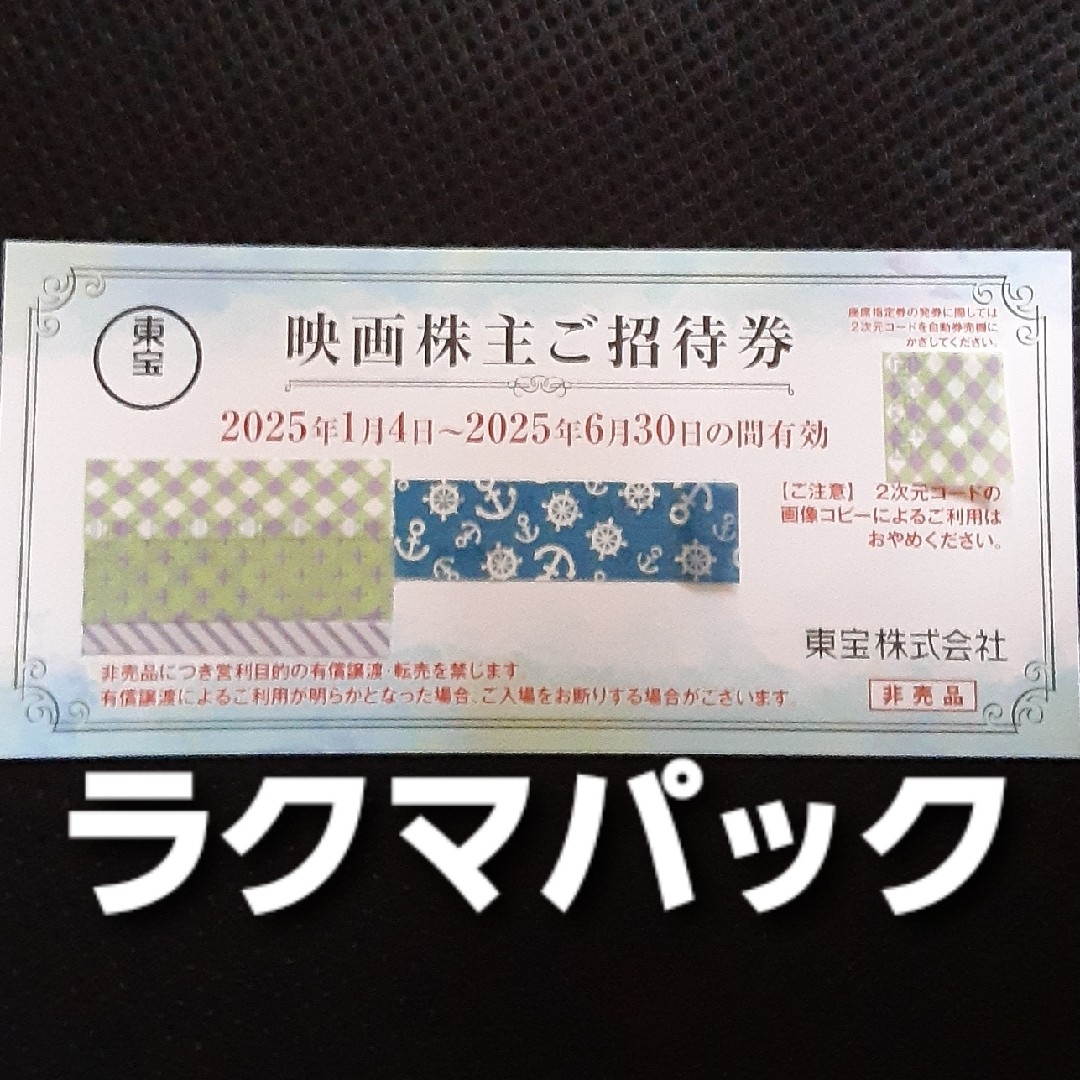 東宝
映画株主ご招待券
座席指定券の発券に関しては
2次元コードを自動券売機に
かざしてください。
2025年1月4日~2025年6月30日の間有効
【ご注意】 2次元コードの
画像コピーによるご利用は
おやめください。
東宝株式会社
非売品につき営利目的の有償譲渡・転売を禁じます
有償譲渡によるご利用が明らかとなった場合、ご入場をお断りする場合がございます
非売品
ラクマパック